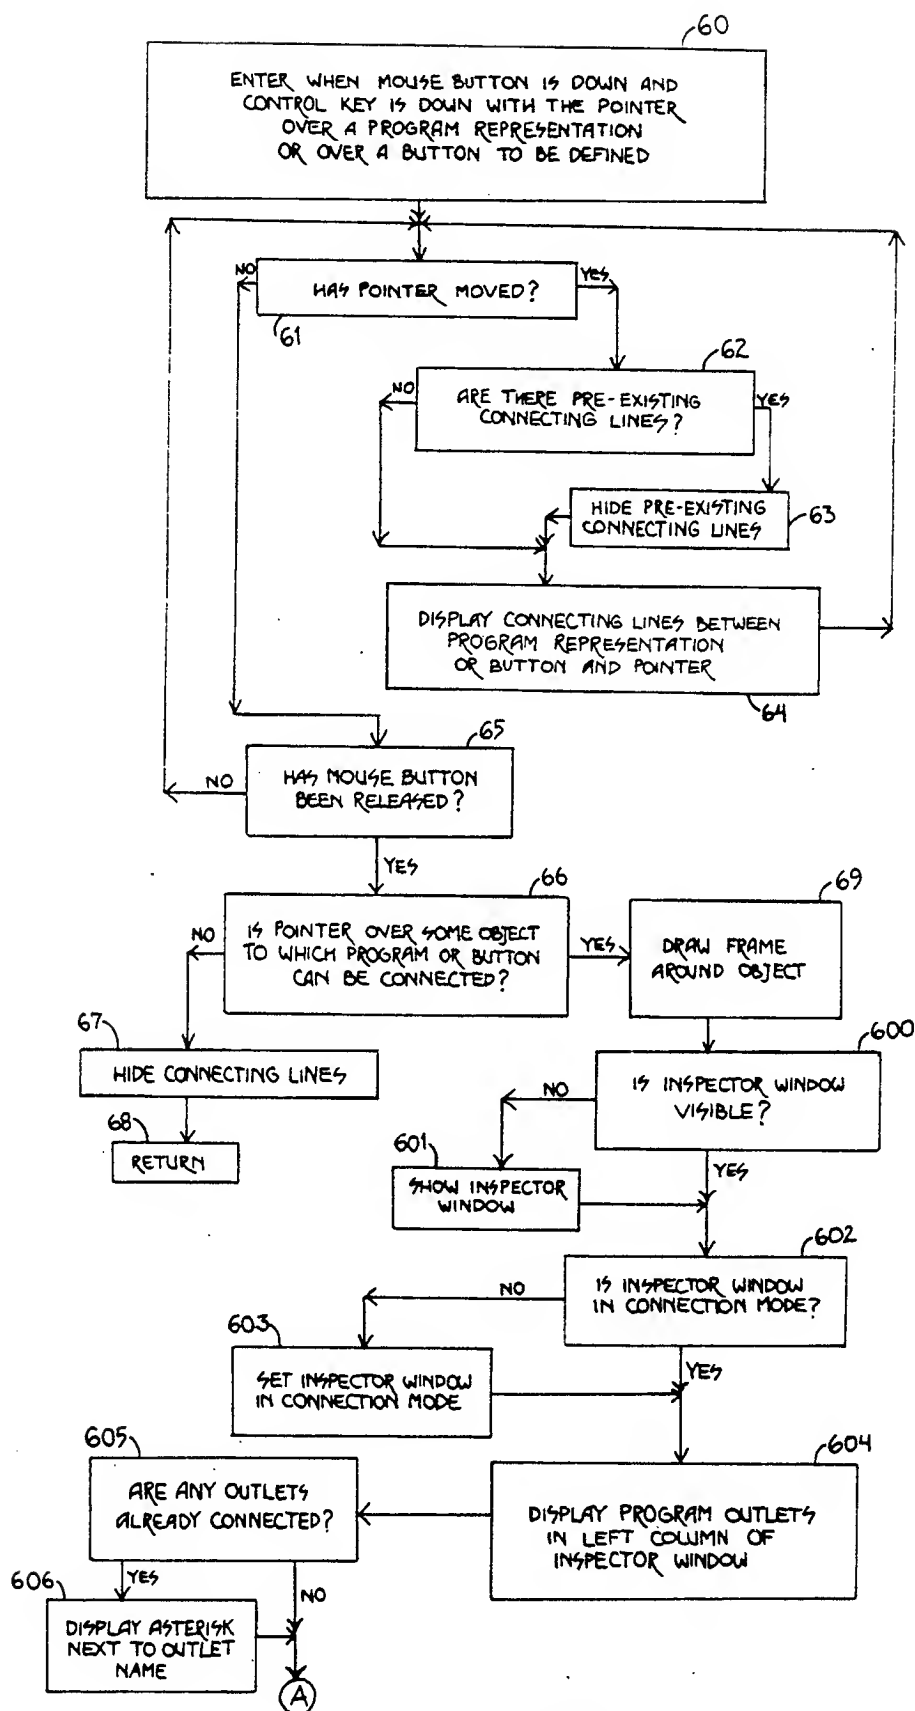 60
ENTER WHEN MOUSE BUTTON IS DOWN AND
CONTROL KEY IS DOWN WITH THE POINTER
OVER A PROGRAM REPRESENTATION
OR OVER A BUTTON TO BE DEFINED
NO
HAS POINTER MOVED?
YES
61
62
NO
ARE THERE PRE-EXISTING
CONNECTING LINES?
YES
HIDE PRE-EXISTING
CONNECTING LINES
63
DISPLAY CONNECTING LINES BETWEEN
PROGRAM REPRESENTATION
OR BUTTON AND POINTER
64
65
NO
HAS MOUSE BUTTON
BEEN RELEASED?
YES
66
69
NO
IS POINTER OVER SOME OBJECT
TO WHICH PROGRAM OR BUTTON
CAN BE CONNECTED?
YES
DRAW FRAME
AROUND OBJECT
67
HIDE CONNECTING LINES
68
RETURN
600
NO
IS INSPECTOR WINDOW
VISIBLE?
YES
601
SHOW INSPECTOR
WINDOW
602
NO
IS INSPECTOR WINDOW
IN CONNECTION MODE?
YES
603
SET INSPECTOR WINDOW
IN CONNECTION MODE
604
DISPLAY PROGRAM OUTLETS
IN LEFT COLUMN OF
INSPECTOR WINDOW
605
ARE ANY OUTLETS
ALREADY CONNECTED?
YES
NO
606
DISPLAY ASTERISK
NEXT TO OUTLET
NAME
A